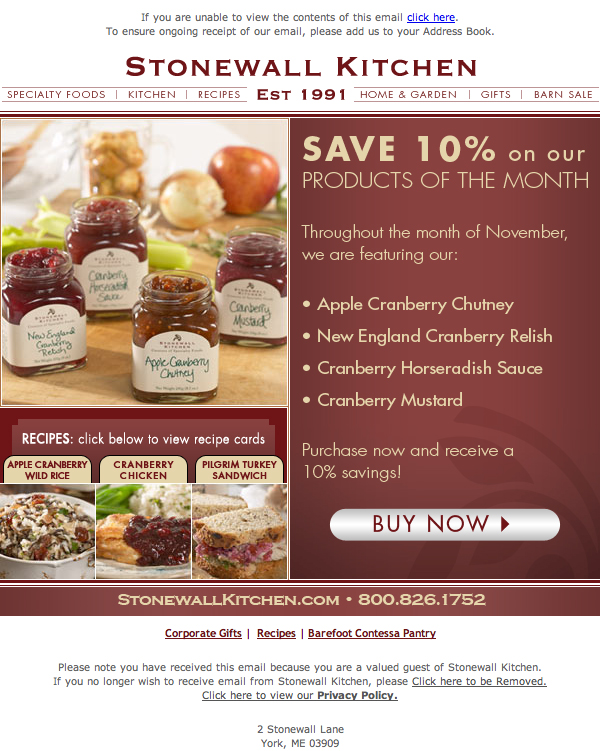 If you are unable to view the contents of this email click here.
To ensure ongoing receipt of our email, please add us to your Address Book.
STONEWALL KITCHEN
SPECIALTY FOODS | KITCHEN | RECIPES EST 1991 HOME & GARDEN | GIFTS | BARN SALE
SAVE 10% on our
PRODUCTS OF THE MONTH
Throughout the month of November,
we are featuring our:
• Apple Cranberry Chutney
• New England Cranberry Relish
• Cranberry Horseradish Sauce
• Cranberry Mustard
Purchase now and receive a
10% savings!
BUY NOW
STONEWALL KITCHEN
Cranberry
Horseradish
Sauce
Cranberry
Mustard
New England
Cranberry
Relish
STONEWALL KITCHEN
Apple Cranberry
Chutney
RECIPES: click below to view recipe cards
APPLE CRANBERRY
WILD RICE
CRANBERRY
CHICKEN
PILGRIM TURKEY
SANDWICH
STONEWALLKITCHEN.COM • 800.826.1752
Corporate Gifts | Recipes | Barefoot Contessa Pantry
Please note you have received this email because you are a valued guest of Stonewall Kitchen.
If you no longer wish to receive email from Stonewall Kitchen, please Click here to be Removed.
Click here to view our Privacy Policy.
2 Stonewall Lane
York, ME 03909